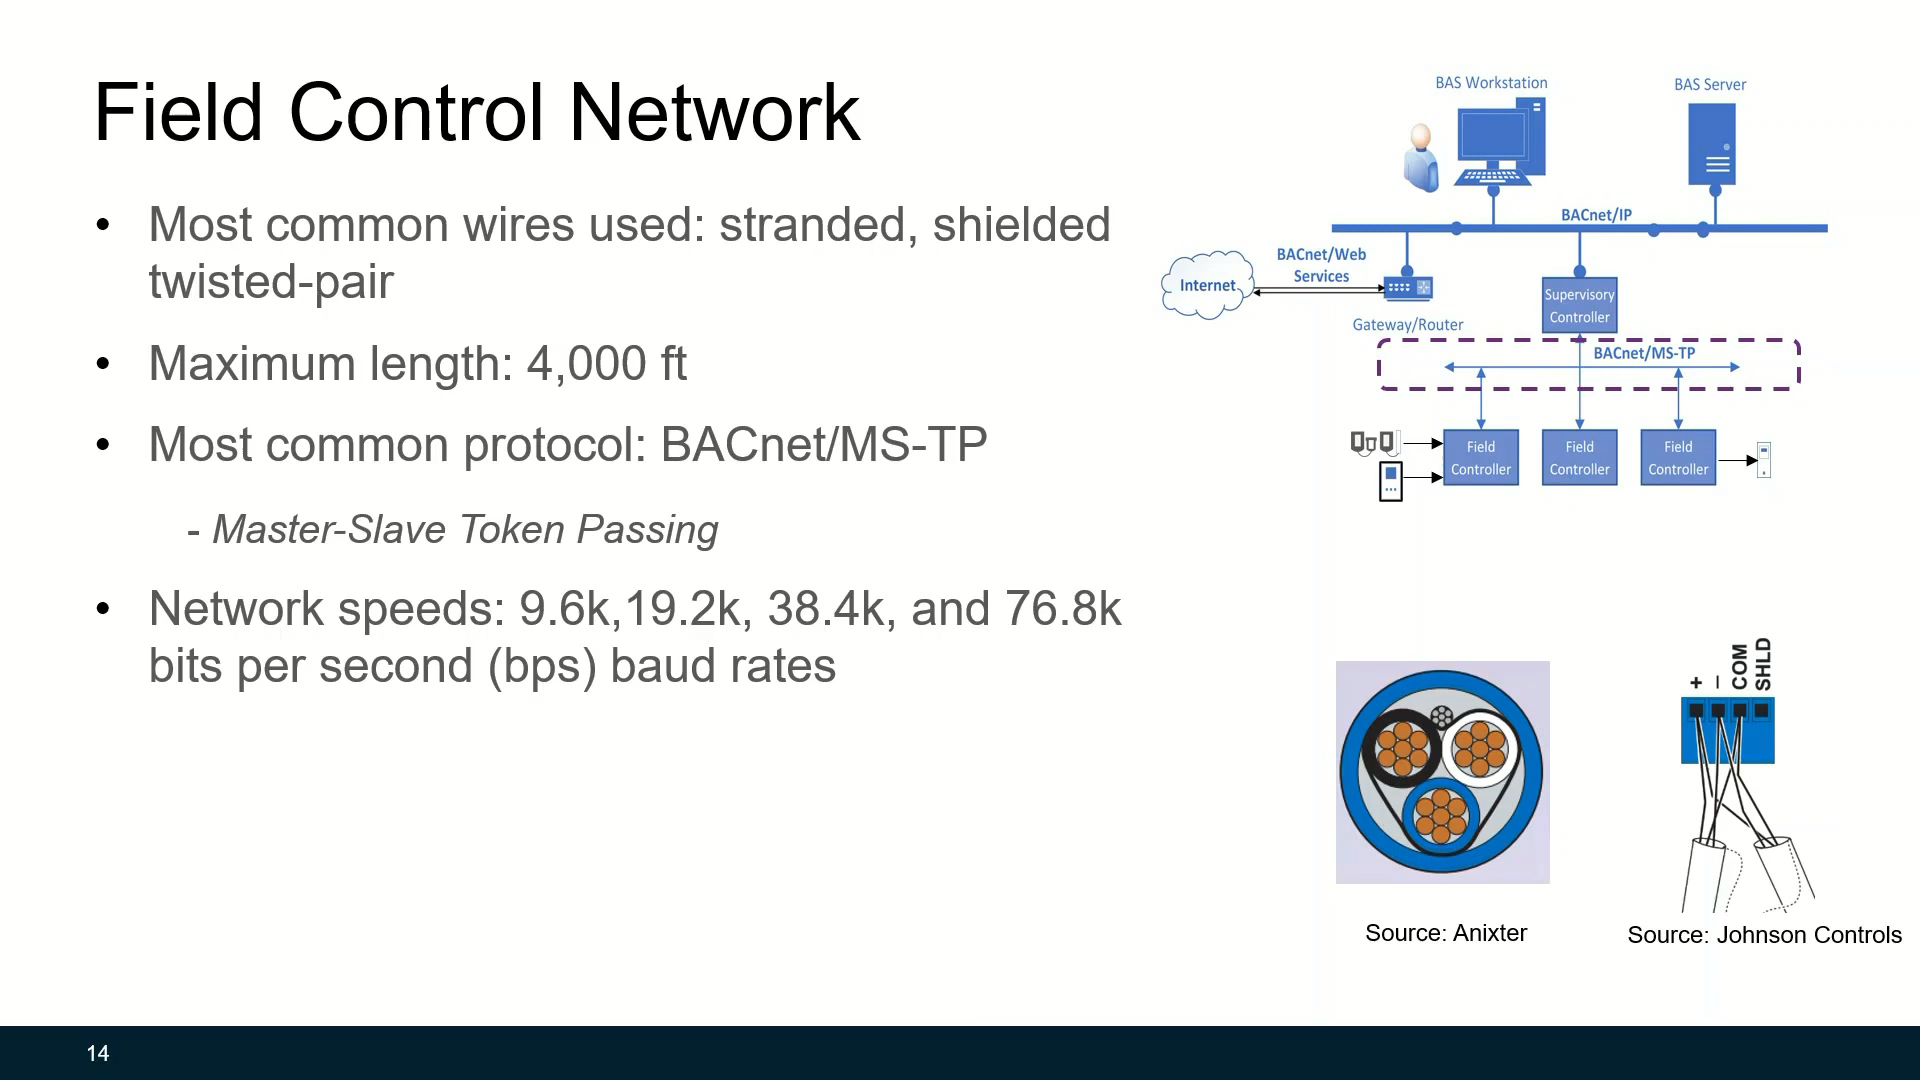 Field Control Network
• Most common wires used: stranded, shielded
twisted-pair
• Maximum length: 4,000 ft
• Most common protocol: BACnet/MS-TP
- Master-Slave Token Passing
• Network speeds: 9.6k,19.2k, 38.4k, and 76.8k
bits per second (bps) baud rates
BAS Workstation
BAS Server
BACnet/IP
BACnet/Web
Services
Internet
Gateway/Router
Supervisory
Controller
BACnet/MS-TP
Field
Controller
Field
Controller
Field
Controller
+
–
COM
SHLD
Source: Anixter
Source: Johnson Controls
14